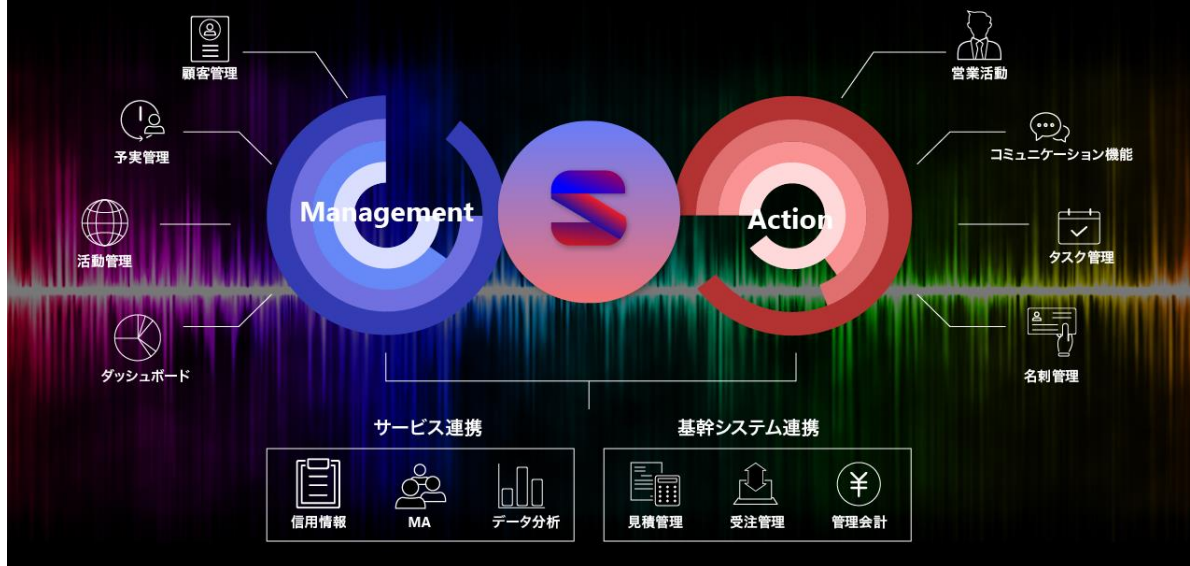 顧客管理
予実管理
活動管理
ダッシュボード
Management
Action
営業活動
コミュニケーション機能
タスク管理
名刺管理
サービス連携
信用情報
MA
データ分析
基幹システム連携
見積管理
受注管理
管理会計